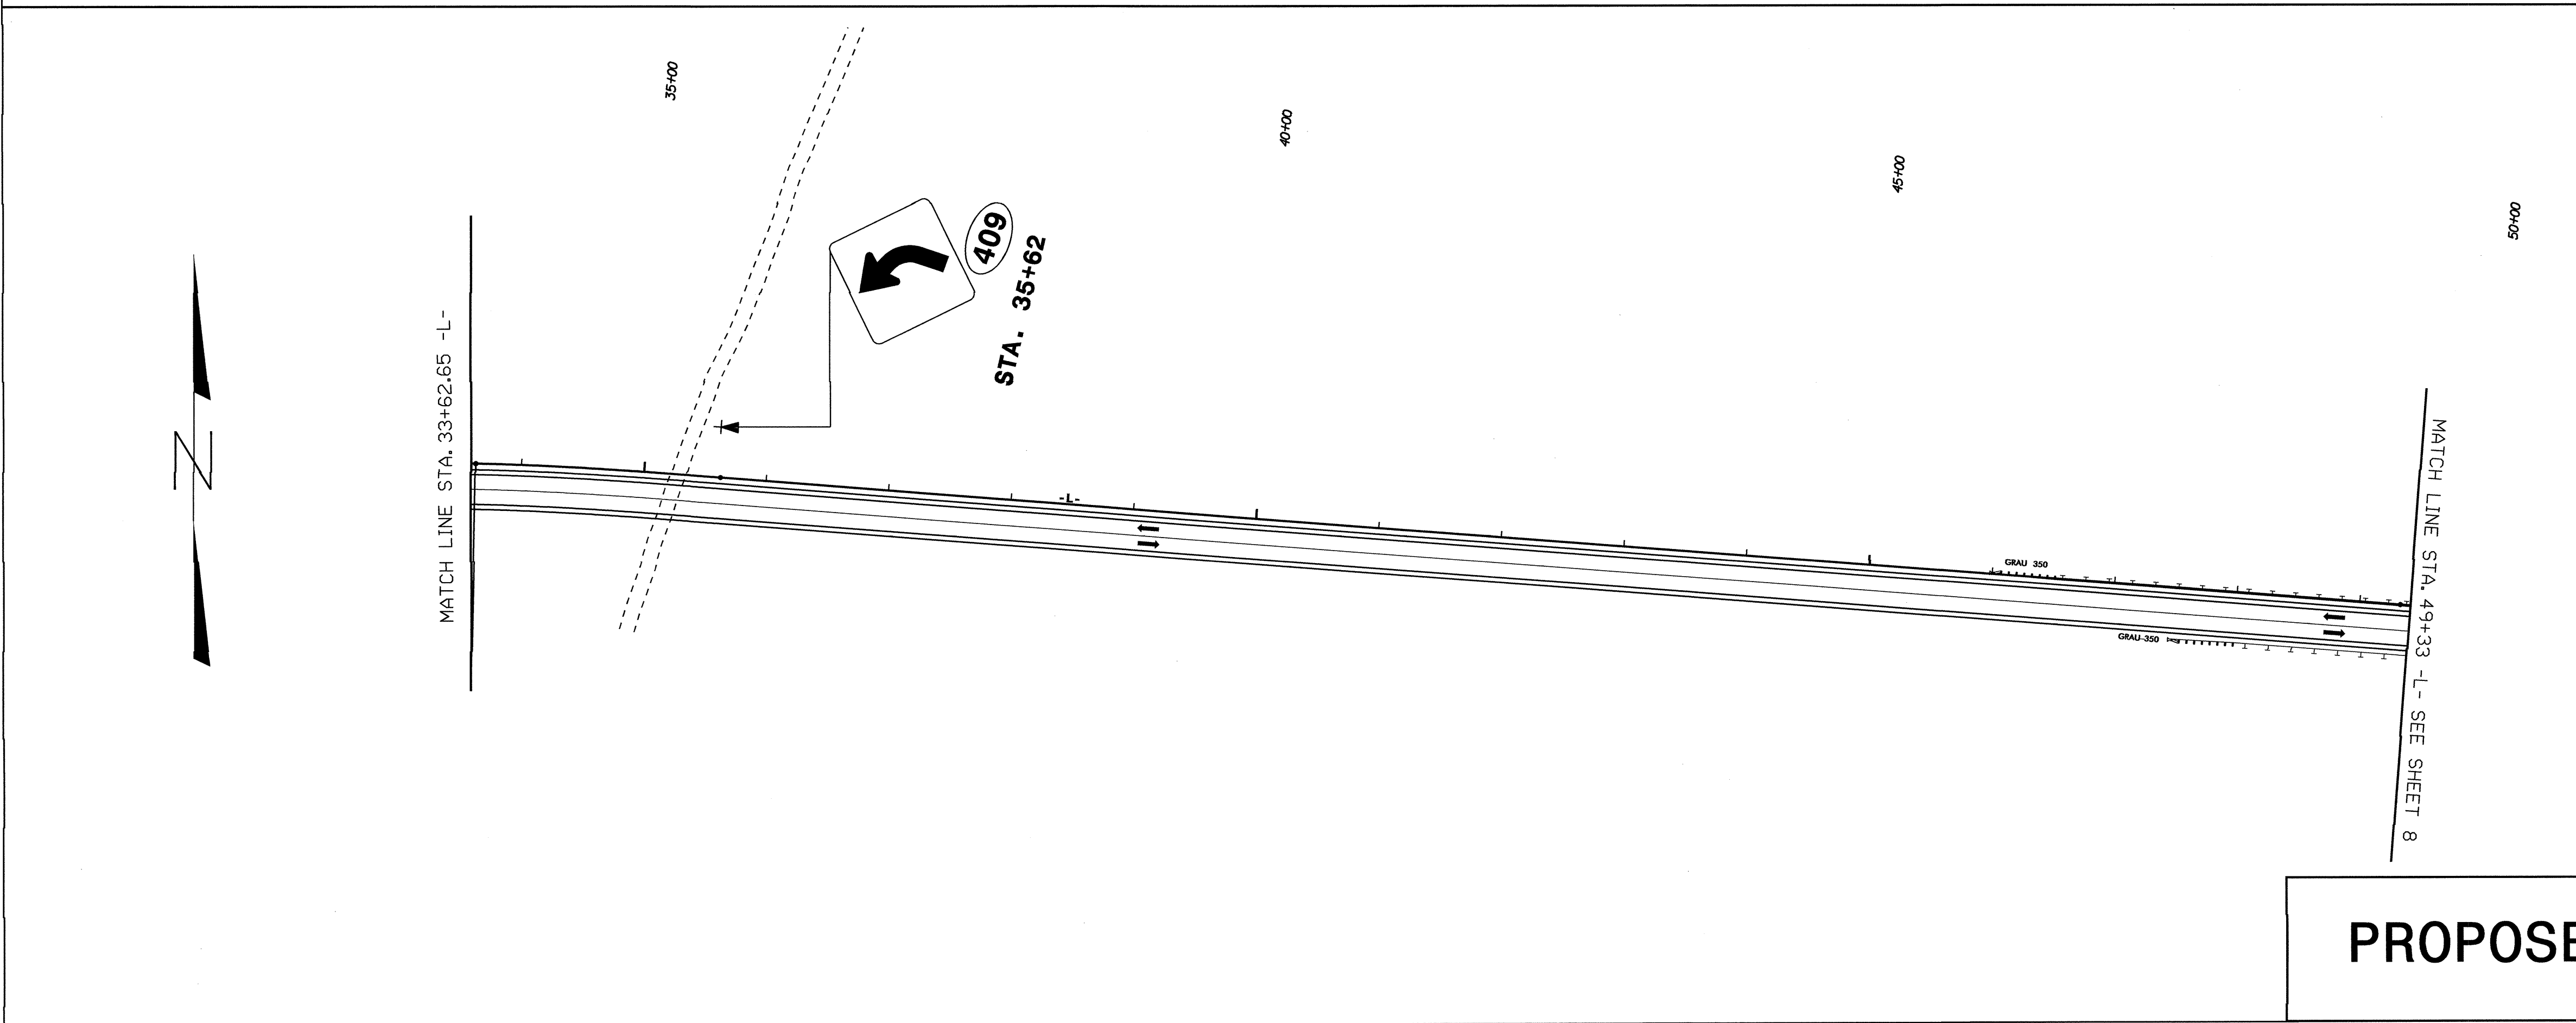 35+00
40+00
45+00
50+00
409
STA. 35+62
N
MATCH LINE STA. 33+62.65 -L-
-L-
GRAU 350
GRAU-350
MATCH LINE STA. 49+33 -L- SEE SHEET 8
PROPOSE